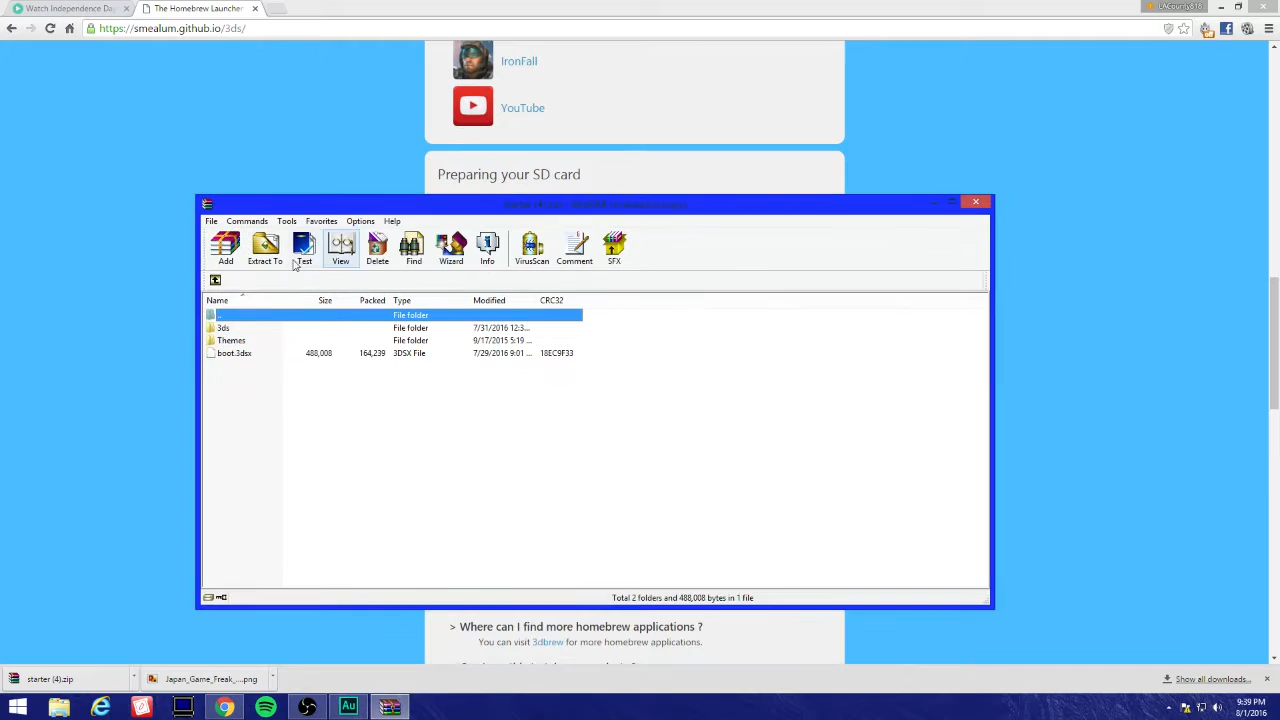 Watch Independence Day
The Homebrew Launcher
LACounty818
https://smealum.github.io/3ds/
IronFall
YouTube
Preparing your SD card
File Commands Tools Favorites Options Help
Add Extract To Test View Delete Find Wizard Info VirusScan Comment SFX
Name Size Packed Type Modified CRC32
.. File folder
3ds File folder 7/31/2016 12:3...
Themes File folder 9/17/2015 5:19 ...
boot.3dsx 488,008 164,239 3DSX File 7/29/2016 9:01 ... 18EC9F33
Total 2 folders and 488,008 bytes in 1 file
> Where can I find more homebrew applications ?
You can visit 3dbrew for more homebrew applications.
starter (4).zip
Japan_Game_Freak_....png
Show all downloads...
Au
9:39 PM
8/1/2016